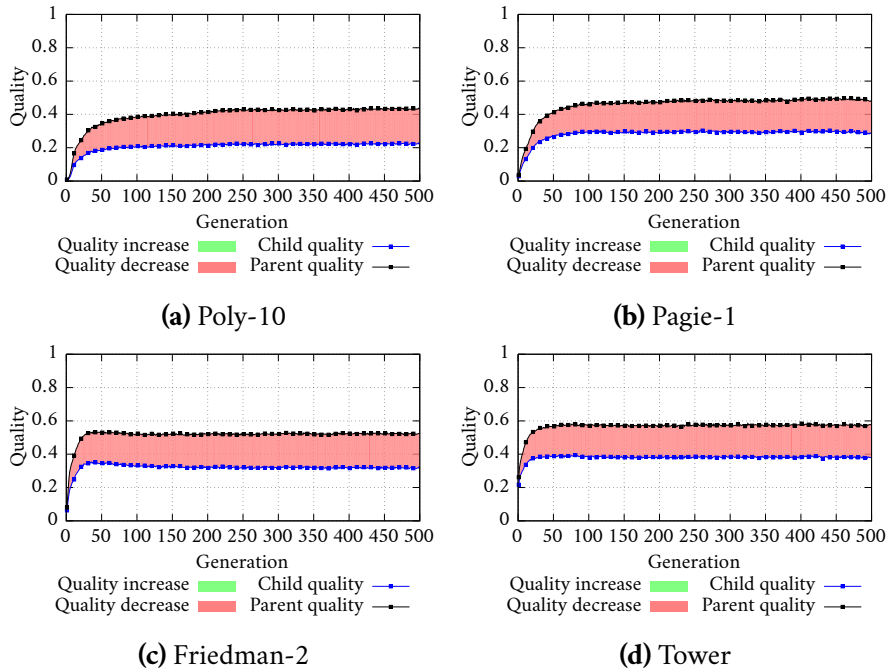 1
0.8
0.6
0.4
0.2
0
Quality
0 50 100 150 200 250 300 350 400 450 500
Generation
Quality increase Child quality
Quality decrease Parent quality
(a) Poly-10
1
0.8
0.6
0.4
0.2
0
Quality
0 50 100 150 200 250 300 350 400 450 500
Generation
Quality increase Child quality
Quality decrease Parent quality
(b) Pagie-1
1
0.8
0.6
0.4
0.2
0
Quality
0 50 100 150 200 250 300 350 400 450 500
Generation
Quality increase Child quality
Quality decrease Parent quality
(c) Friedman-2
1
0.8
0.6
0.4
0.2
0
Quality
0 50 100 150 200 250 300 350 400 450 500
Generation
Quality increase Child quality
Quality decrease Parent quality
(d) Tower